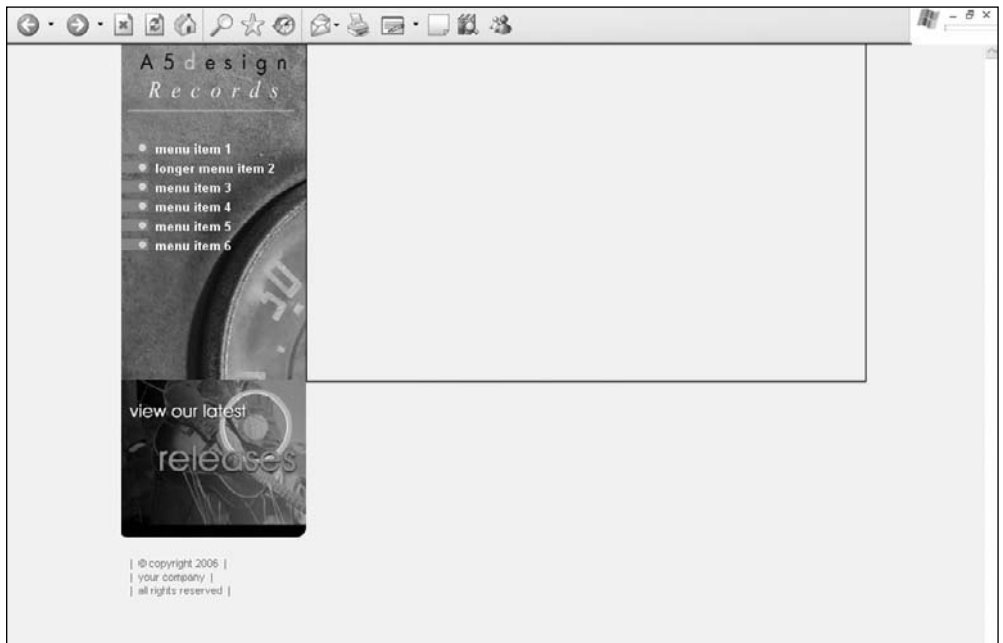 A5design
Records
menu item 1
longer menu item 2
menu item 3
menu item 4
menu item 5
menu item 6
view our latest
releases
| © copyright 2006 |
| your company |
| all rights reserved |